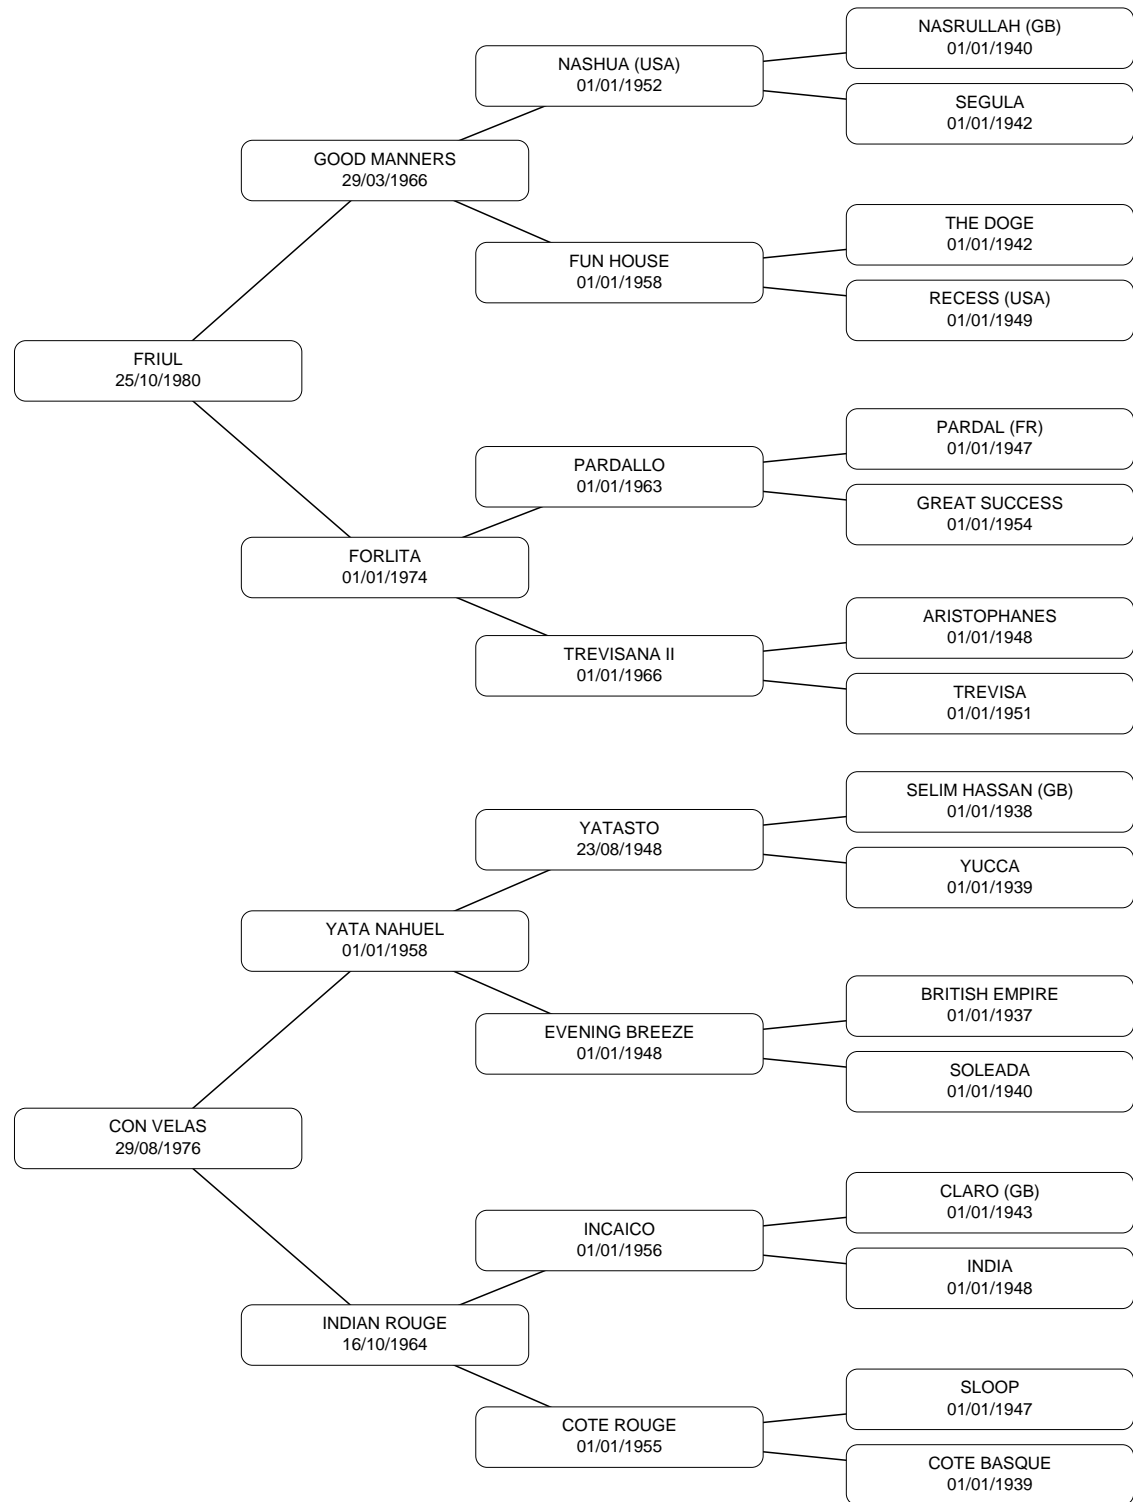 NASRULLAH (GB)
01/01/1940
NASHUA (USA)
01/01/1952
SEGULA
01/01/1942
GOOD MANNERS
29/03/1966
THE DOGE
01/01/1942
FUN HOUSE
01/01/1958
RECESS (USA)
01/01/1949
FRIUL
25/10/1980
PARDAL (FR)
01/01/1947
PARDALLO
01/01/1963
GREAT SUCCESS
01/01/1954
FORLITA
01/01/1974
ARISTOPHANES
01/01/1948
TREVISANA II
01/01/1966
TREVISA
01/01/1951
SELIM HASSAN (GB)
01/01/1938
YATASTO
23/08/1948
YUCCA
01/01/1939
YATA NAHUEL
01/01/1958
BRITISH EMPIRE
01/01/1937
EVENING BREEZE
01/01/1948
SOLEADA
01/01/1940
CON VELAS
29/08/1976
CLARO (GB)
01/01/1943
INCAICO
01/01/1956
INDIA
01/01/1948
INDIAN ROUGE
16/10/1964
SLOOP
01/01/1947
COTE ROUGE
01/01/1955
COTE BASQUE
01/01/1939